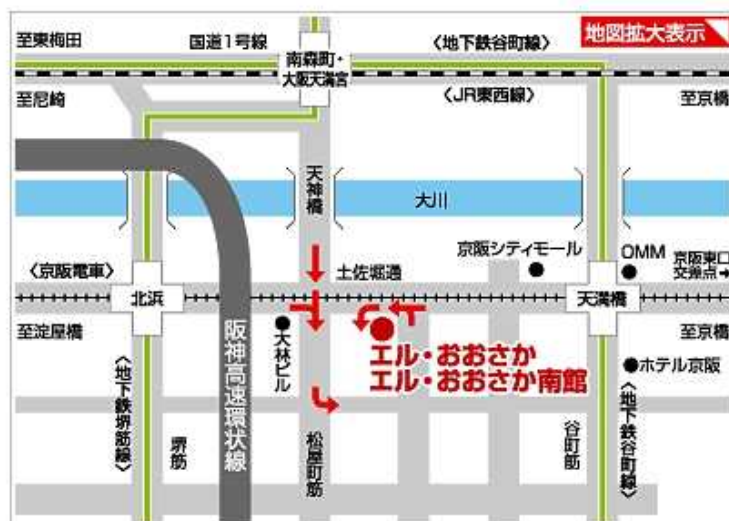 至東梅田
国道1号線
〈地下鉄谷町線〉
地図拡大表示
南森町・
大阪天満宮
至尼崎
〈JR東西線〉
至京橋
天神橋
大川
〈京阪電車〉
土佐堀通
京阪シティモール
OMM
京阪東口
交差点→
北浜
天満橋
至淀屋橋
大林ビル
阪神高速環状線
エル・おおさか
エル・おおさか南館
至京橋
ホテル京阪
〈地下鉄堺筋線〉
堺筋
松屋町筋
谷町筋
〈地下鉄谷町線〉